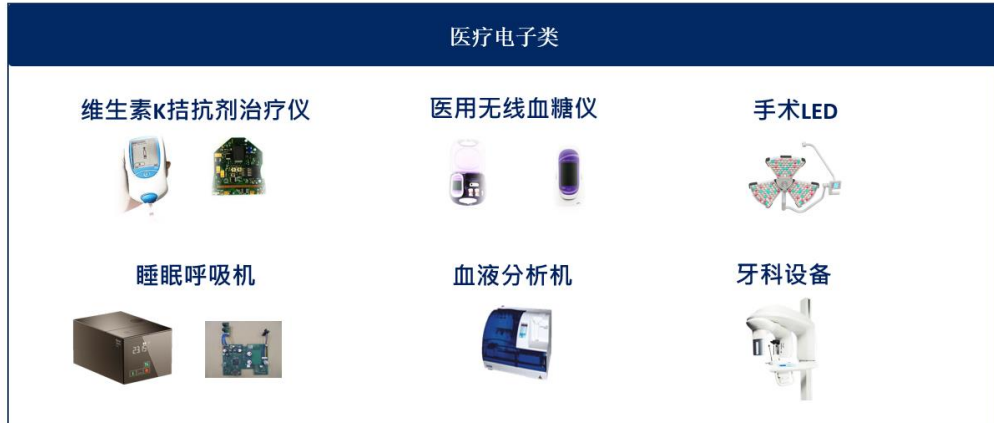 医疗电子类
维生素K拮抗剂治疗仪
医用无线血糖仪
手术LED
睡眠呼吸机
血液分析机
牙科设备